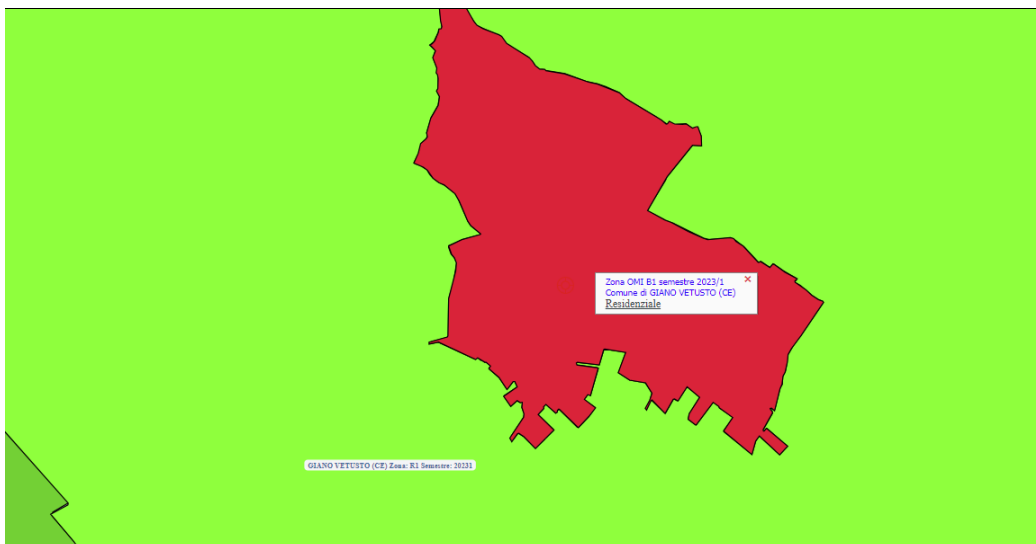 Zona OMI B1 semestre 2023/1
Comune di GIANO VETUSTO (CE)
Residenziale
GIANO VETUSTO (CE) Zona: R1 Semestre: 20231